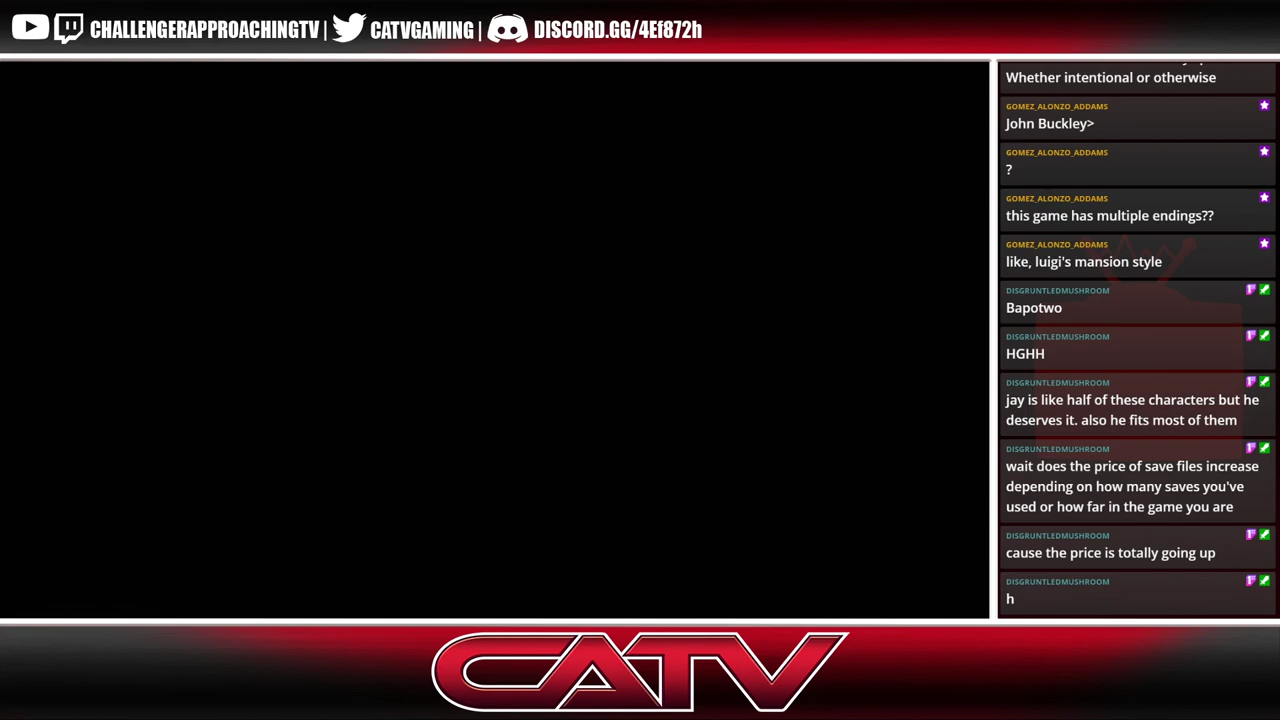 CHALLENGERAPPROACHINGTV | CATVGAMING | DISCORD.GG/4Ef872h
Whether intentional or otherwise
GOMEZ_ALONZO_ADDAMS
John Buckley>
GOMEZ_ALONZO_ADDAMS
?
GOMEZ_ALONZO_ADDAMS
this game has multiple endings??
GOMEZ_ALONZO_ADDAMS
like, luigi's mansion style
DISGRUNTLEDMUSHROOM
Bapotwo
DISGRUNTLEDMUSHROOM
HGHH
DISGRUNTLEDMUSHROOM
jay is like half of these characters but he
deserves it. also he fits most of them
DISGRUNTLEDMUSHROOM
wait does the price of save files increase
depending on how many saves you've
used or how far in the game you are
DISGRUNTLEDMUSHROOM
cause the price is totally going up
DISGRUNTLEDMUSHROOM
h
CATV